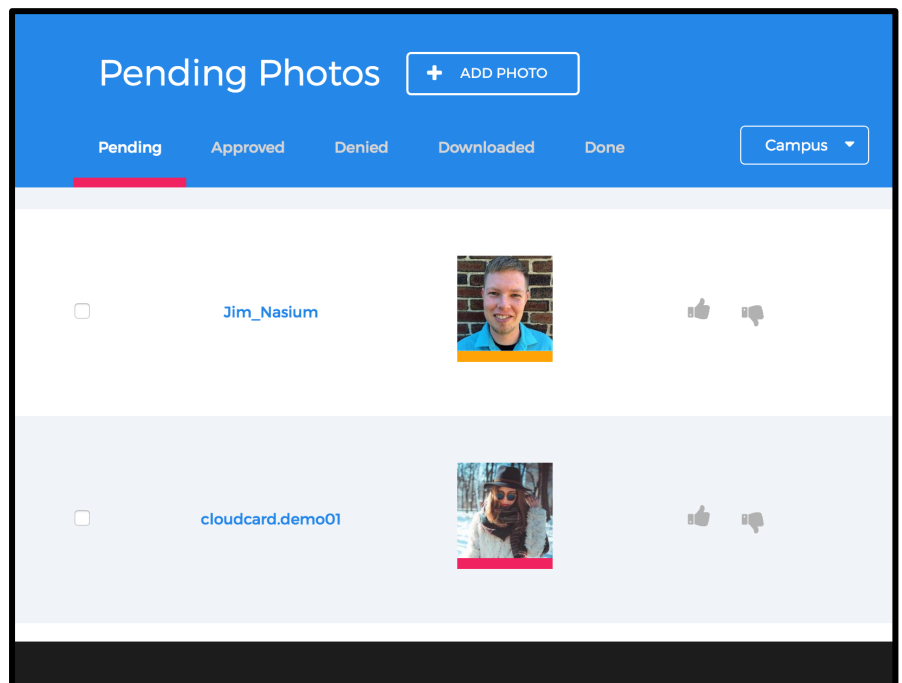 Pending Photos
ADD PHOTO
Pending Approved Denied Downloaded Done Campus
Jim_Nasium
cloudcard.demo01